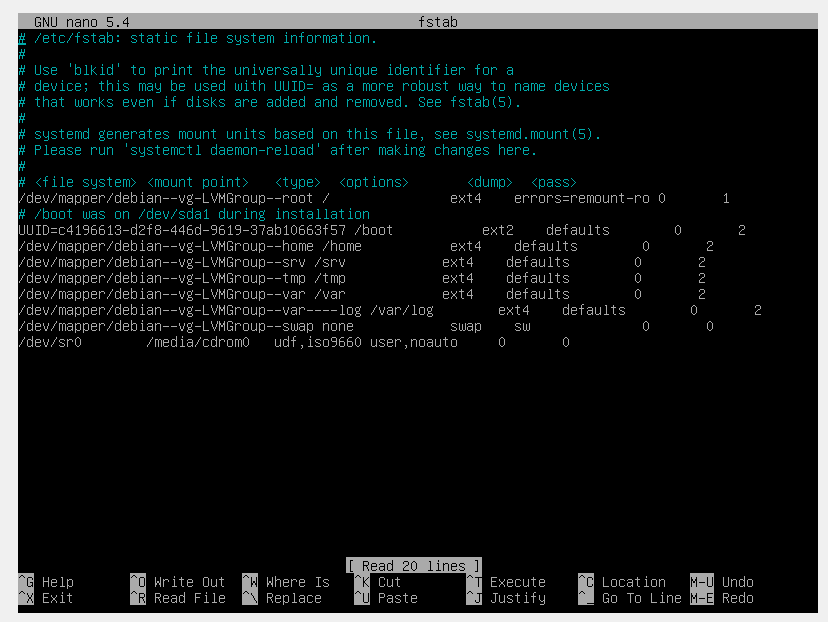 GNU nano 5.4 fstab
# /etc/fstab: static file system information.
#
# Use 'blkid' to print the universally unique identifier for a
# device; this may be used with UUID= as a more robust way to name devices
# that works even if disks are added and removed. See fstab(5).
#
# systemd generates mount units based on this file, see systemd.mount(5).
# Please run 'systemctl daemon-reload' after making changes here.
#
# <file system> <mount point> <type> <options> <dump> <pass>
/dev/mapper/debian--vg-LVMGroup--root / ext4 errors=remount-ro 0 1
# /boot was on /dev/sda1 during installation
UUID=c4196613-d2f8-446d-9619-37ab10663f57 /boot ext2 defaults 0 2
/dev/mapper/debian--vg-LVMGroup--home /home ext4 defaults 0 2
/dev/mapper/debian--vg-LVMGroup--srv /srv ext4 defaults 0 2
/dev/mapper/debian--vg-LVMGroup--tmp /tmp ext4 defaults 0 2
/dev/mapper/debian--vg-LVMGroup--var /var ext4 defaults 0 2
/dev/mapper/debian--vg-LVMGroup--var----log /var/log ext4 defaults 0 2
/dev/mapper/debian--vg-LVMGroup--swap none swap sw 0 0
/dev/sr0 /media/cdrom0 udf,iso9660 user,noauto 0 0
[ Read 20 lines ]
^G Help ^O Write Out ^W Where Is ^K Cut ^T Execute ^C Location M-U Undo
^X Exit ^R Read File ^\ Replace ^U Paste ^J Justify ^_ Go To Line M-E Redo